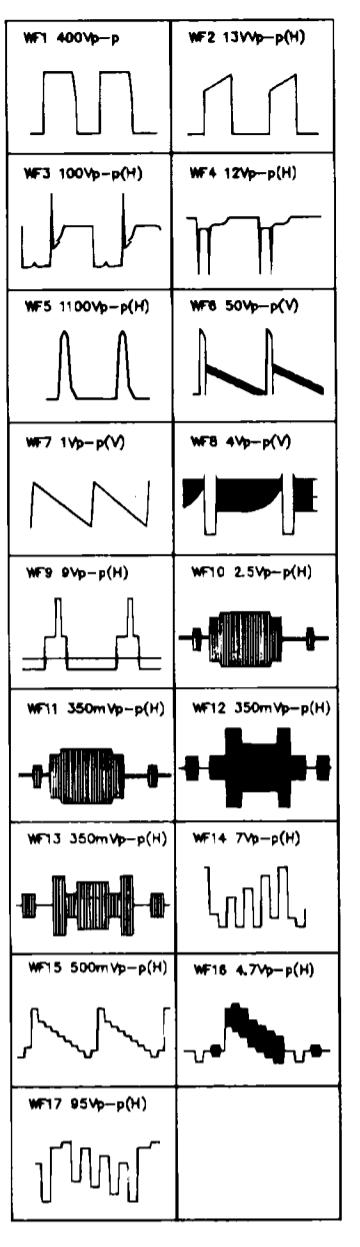 WF1 400Vp-p
WF2 13VVp-p(H)
WF3 100Vp-p(H)
WF4 12Vp-p(H)
WF5 1100Vp-p(H)
WF6 50Vp-p(V)
WF7 1Vp-p(V)
WF8 4Vp-p(V)
WF9 9Vp-p(H)
WF10 2.5Vp-p(H)
WF11 350mVp-p(H)
WF12 350mVp-p(H)
WF13 350mVp-p(H)
WF14 7Vp-p(H)
WF15 500mVp-p(H)
WF16 4.7Vp-p(H)
WF17 95Vp-p(H)